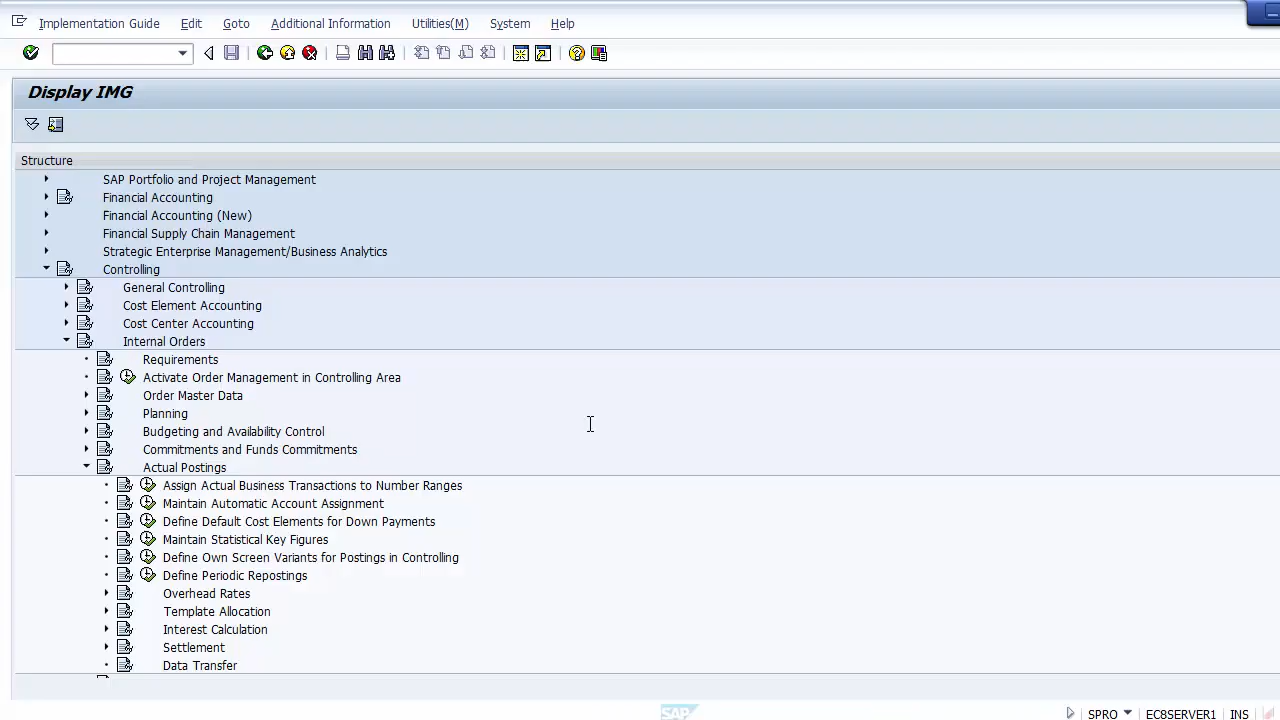 Implementation Guide Edit Goto Additional Information Utilities(M) System Help
Display IMG
Structure
SAP Portfolio and Project Management
Financial Accounting
Financial Accounting (New)
Financial Supply Chain Management
Strategic Enterprise Management/Business Analytics
Controlling
General Controlling
Cost Element Accounting
Cost Center Accounting
Internal Orders
Requirements
Activate Order Management in Controlling Area
Order Master Data
Planning
Budgeting and Availability Control
Commitments and Funds Commitments
Actual Postings
Assign Actual Business Transactions to Number Ranges
Maintain Automatic Account Assignment
Define Default Cost Elements for Down Payments
Maintain Statistical Key Figures
Define Own Screen Variants for Postings in Controlling
Define Periodic Repostings
Overhead Rates
Template Allocation
Interest Calculation
Settlement
Data Transfer
SAP SPRO EC8SERVER1 INS